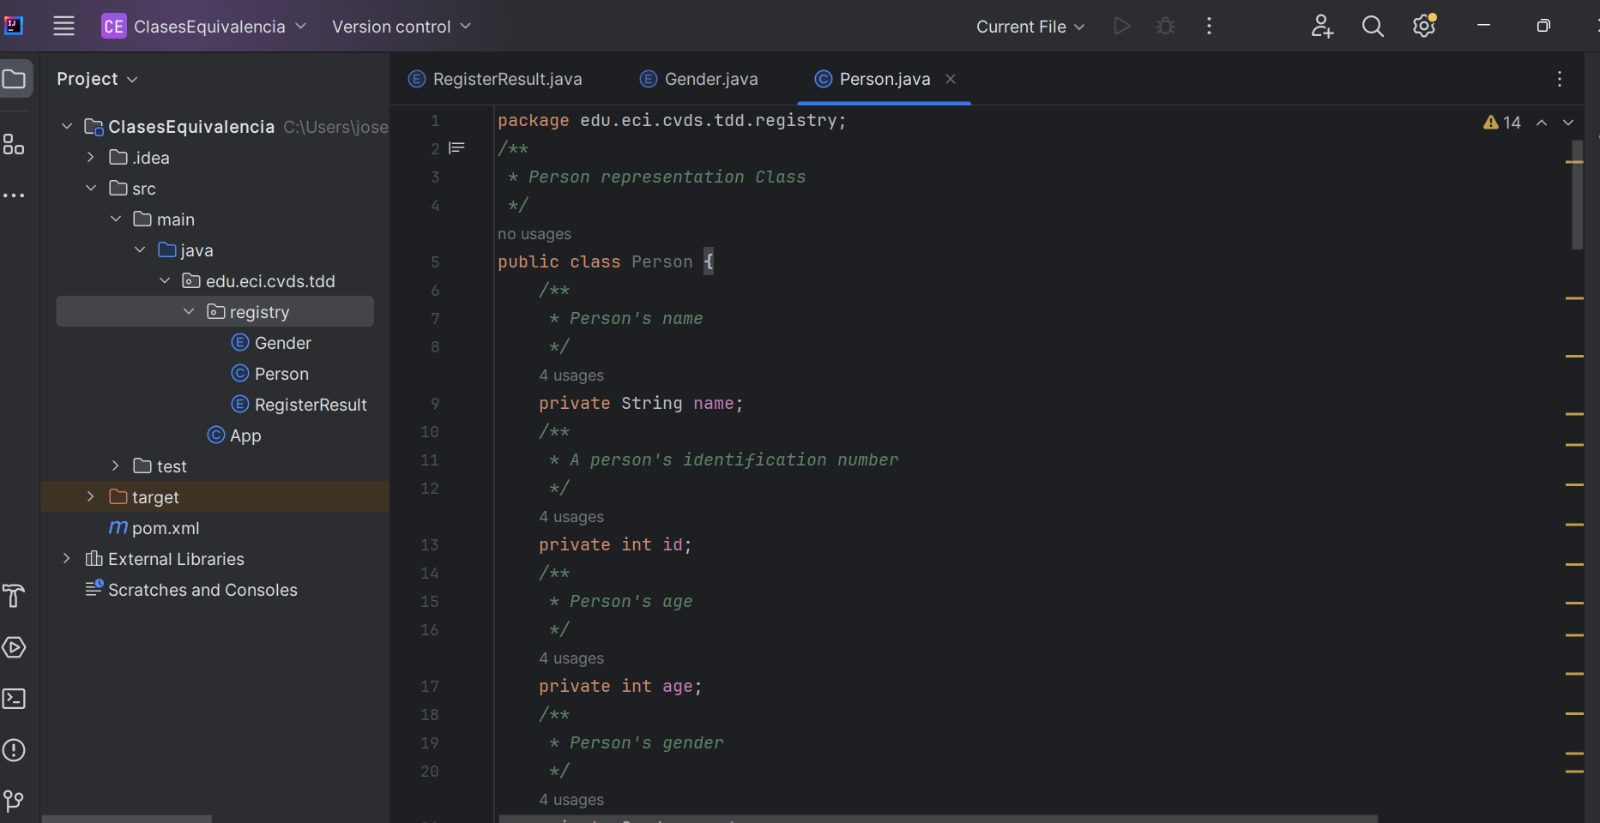 CE ClasesEquivalencia Version control Current File
Project
RegisterResult.java Gender.java Person.java
ClasesEquivalencia C:\Users\jose
.idea
src
main
java
edu.eci.cvds.tdd
registry
Gender
Person
RegisterResult
App
test
target
pom.xml
External Libraries
Scratches and Consoles
14
1 package edu.eci.cvds.tdd.registry;
2 /**
3 * Person representation Class
4 */
no usages
5 public class Person {
6 /**
7 * Person's name
8 */
4 usages
9 private String name;
10 /**
11 * A person's identification number
12 */
4 usages
13 private int id;
14 /**
15 * Person's age
16 */
4 usages
17 private int age;
18 /**
19 * Person's gender
20 */
4 usages